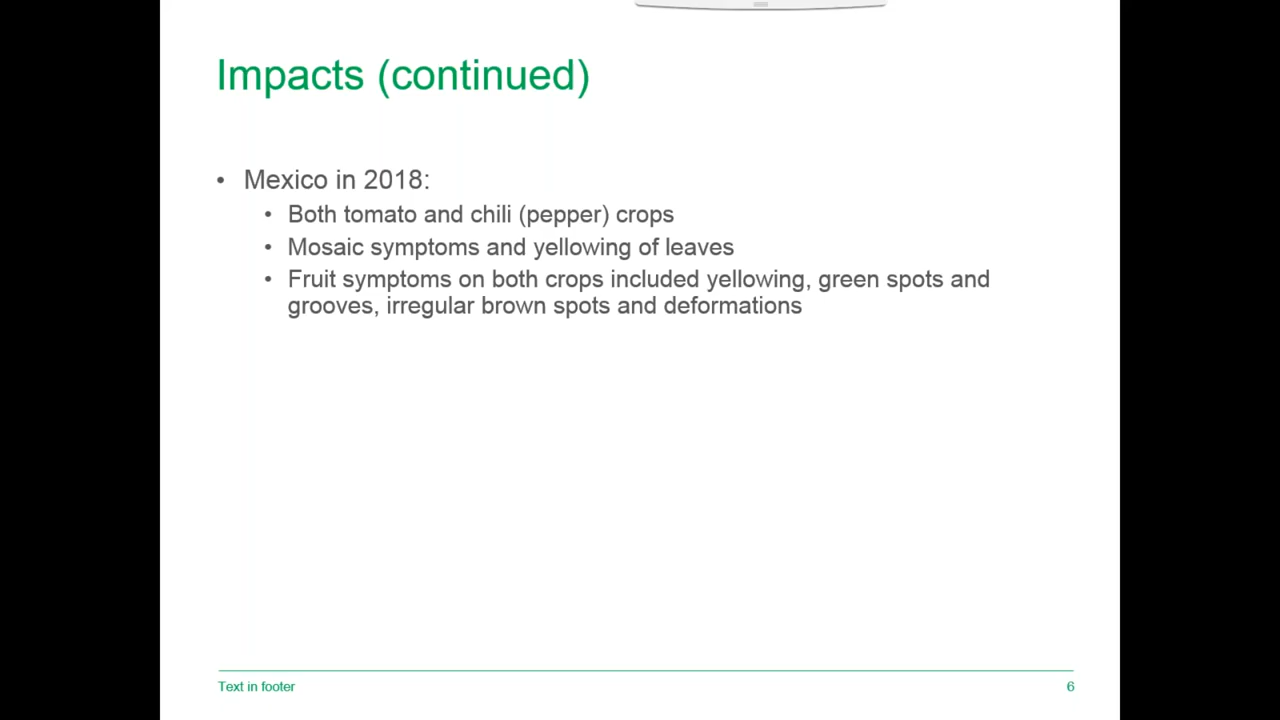 Impacts (continued)
• Mexico in 2018:
• Both tomato and chili (pepper) crops
• Mosaic symptoms and yellowing of leaves
• Fruit symptoms on both crops included yellowing, green spots and
grooves, irregular brown spots and deformations
Text in footer
6